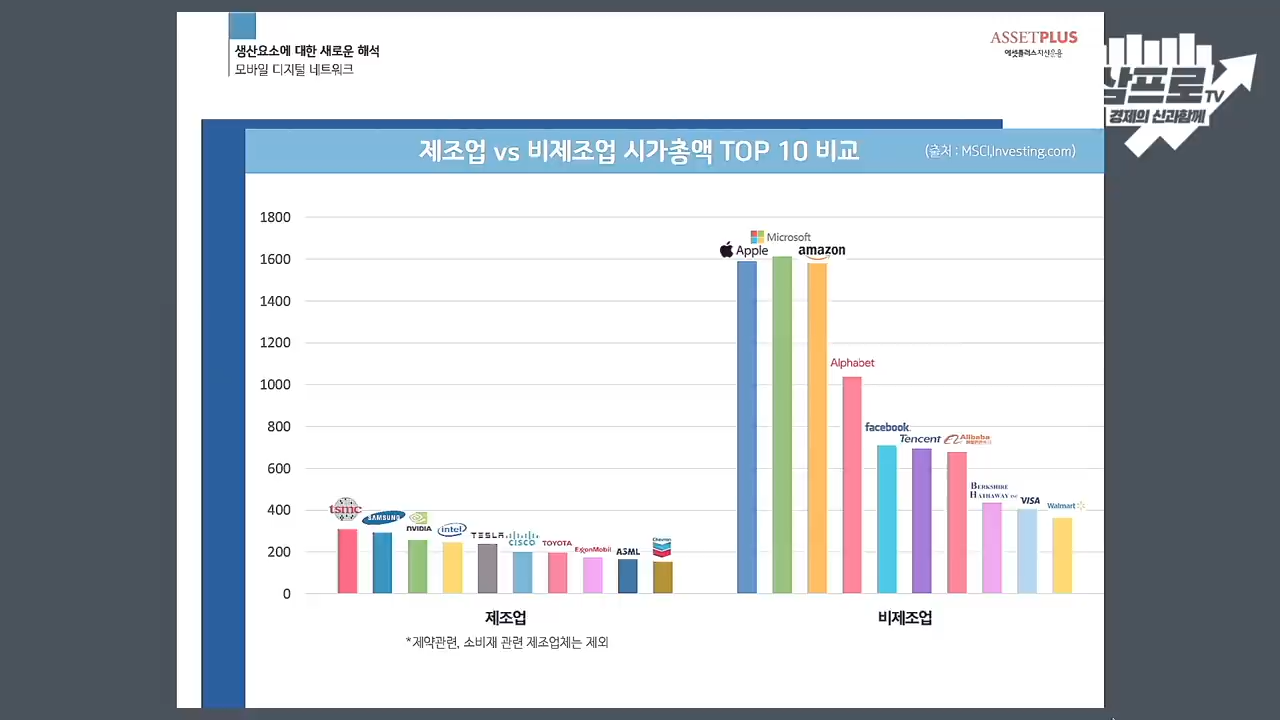 생산요소에 대한 새로운 해석
모바일 디지털 네트워크
ASSETPLUS
에셋플러스자산운용
삼프로TV
경제의 신과함께
제조업 vs 비제조업 시가총액 TOP 10 비교
(출처 : MSCI,Investing.com)
1800
1600
1400
1200
1000
800
600
400
200
0
tsmc
SAMSUNG
NVIDIA
intel
TESLA
CISCO
TOYOTA
ExxonMobil
ASML
Chevron
Apple
Microsoft
amazon
Alphabet
facebook.
Tencent
Alibaba
BERKSHIRE
HATHAWAY INC
VISA
Walmart
제조업
비제조업
*제약관련, 소비재 관련 제조업체는 제외